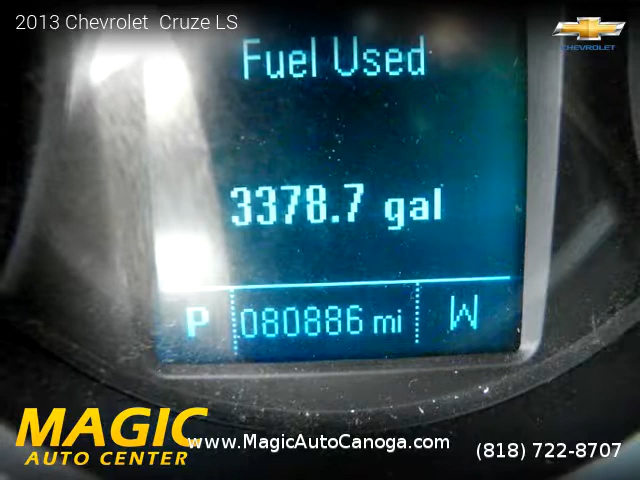 2013 Chevrolet Cruze LS
CHEVROLET
Fuel Used
3378.7 gal
P 080886 mi W
MAGIC
AUTO CENTER
www.MagicAutoCanoga.com
(818) 722-8707